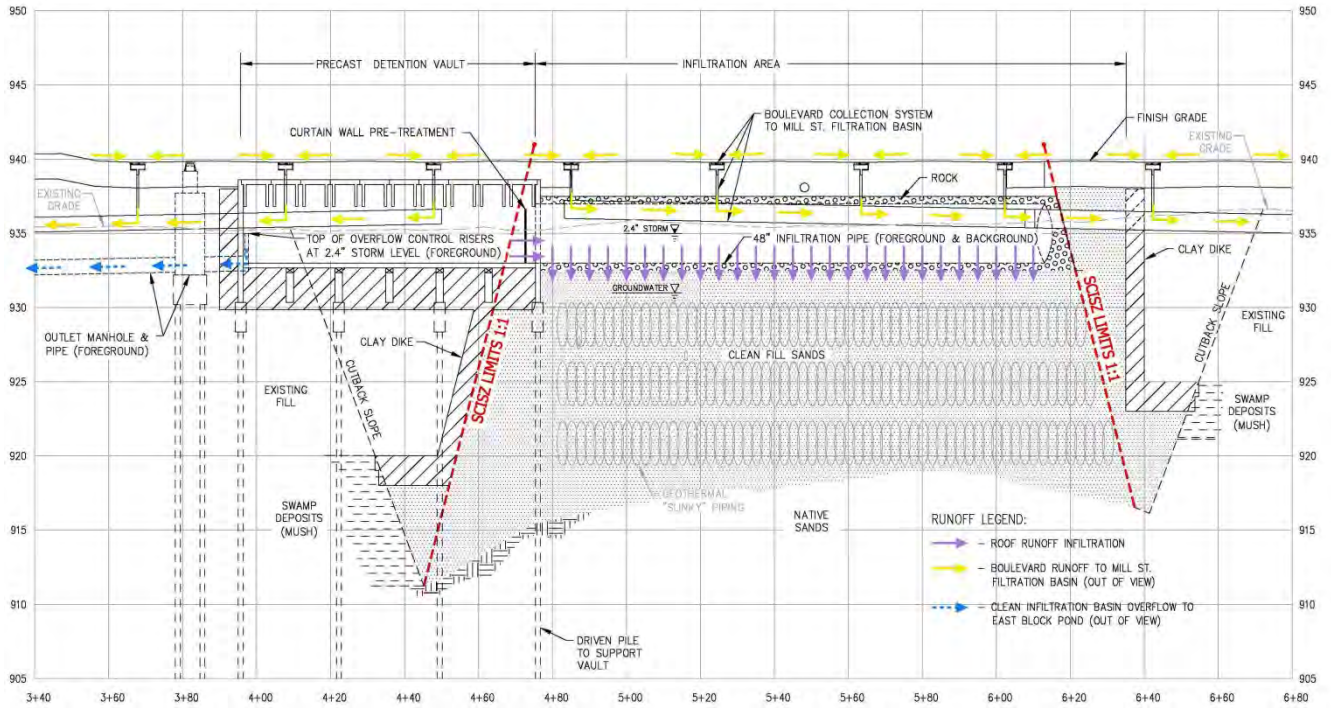 950
950
945
945
940
940
935
935
930
930
925
925
920
920
915
915
910
910
905
905
PRECAST DETENTION VAULT
INFILTRATION AREA
CURTAIN WALL PRE-TREATMENT
BOULEVARD COLLECTION SYSTEM
TO MILL ST. FILTRATION BASIN
FINISH GRADE
EXISTING
GRADE
ROCK
EXISTING
GRADE
2.4" STORM
TOP OF OVERFLOW CONTROL RISERS
AT 2.4" STORM LEVEL (FOREGROUND)
48" INFILTRATION PIPE (FOREGROUND & BACKGROUND)
CLAY DIKE
GROUNDWATER
OUTLET MANHOLE &
PIPE (FOREGROUND)
CLAY DIKE
CLEAN FILL SANDS
SCISZ LIMITS 1:1
SCISZ LIMITS 1:1
CUTBACK SLOPE
EXISTING
FILL
EXISTING
FILL
CUTBACK SLOPE
SWAMP
DEPOSITS
(MUSH)
SWAMP
DEPOSITS
(MUSH)
GEOTHERMAL
"SLINKY" PIPING
NATIVE
SANDS
RUNOFF LEGEND:
- ROOF RUNOFF INFILTRATION
- BOULEVARD RUNOFF TO MILL ST.
FILTRATION BASIN (OUT OF VIEW)
- CLEAN INFILTRATION BASIN OVERFLOW TO
EAST BLOCK POND (OUT OF VIEW)
DRIVEN PILE
TO SUPPORT
VAULT
3+40 3+60 3+80 4+00 4+20 4+40 4+60 4+80 5+00 5+20 5+40 5+60 5+80 6+00 6+20 6+40 6+60 6+80